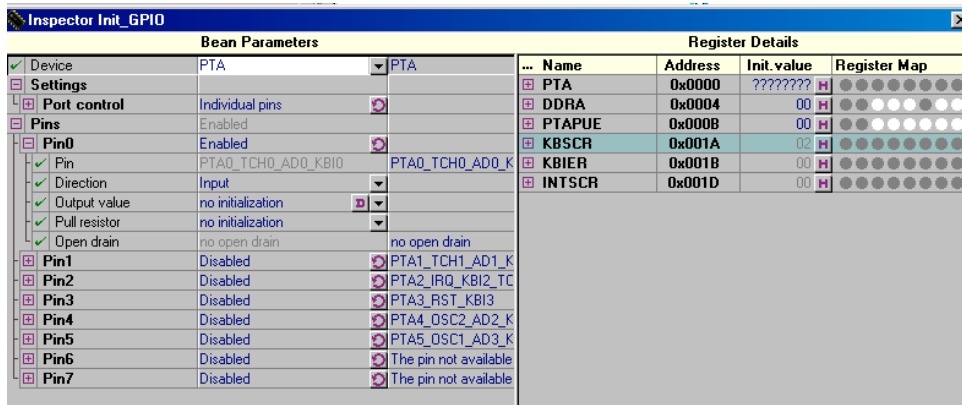 Inspector Init_GPIO
Bean Parameters Register Details
Device PTA PTA ... Name Address Init.value Register Map
Settings PTA 0x0000 ???????? H
Port control Individual pins DDRA 0x0004 00 H
Pins Enabled PTAPUE 0x000B 00 H
Pin0 Enabled KBSCR 0x001A 02 H
Pin PTA0_TCH0_AD0_KBI0 PTA0_TCH0_AD0_K KBIER 0x001B 00 H
Direction Input INTSCR 0x001D 00 H
Output value no initialization D
Pull resistor no initialization
Open drain no open drain no open drain
Pin1 Disabled PTA1_TCH1_AD1_K
Pin2 Disabled PTA2_IRQ_KBI2_TC
Pin3 Disabled PTA3_RST_KBI3
Pin4 Disabled PTA4_OSC2_AD2_K
Pin5 Disabled PTA5_OSC1_AD3_K
Pin6 Disabled The pin not available
Pin7 Disabled The pin not available